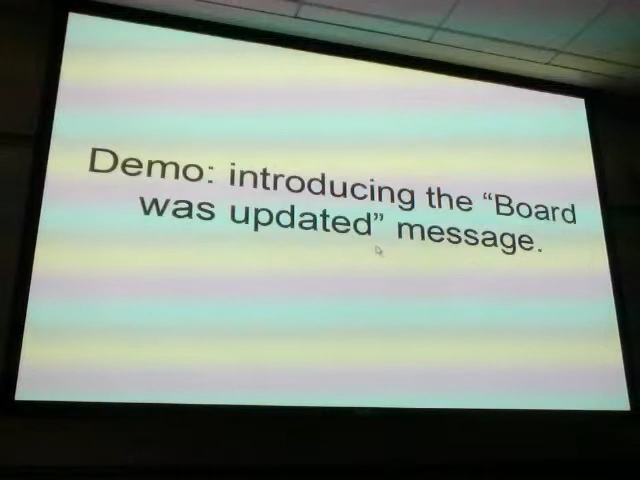 Demo: introducing the “Board
was updated” message.